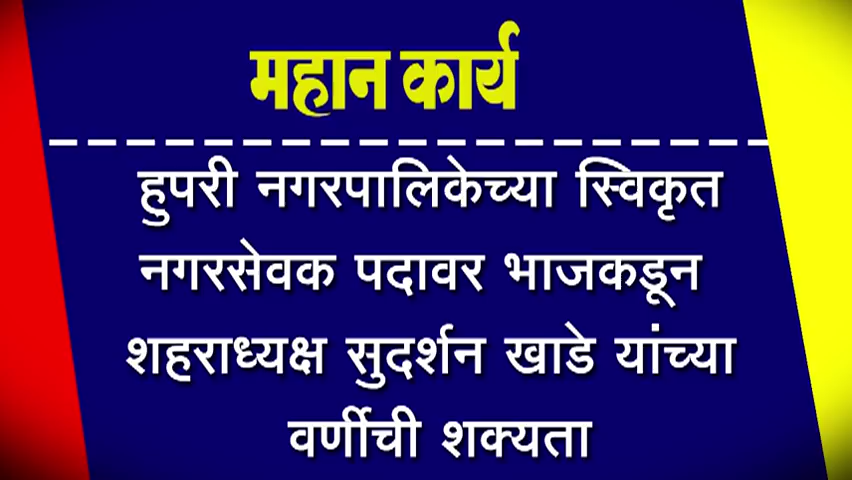 महान कार्य
हुपरी नगरपालिकेच्या स्विकृत
नगरसेवक पदावर भाजकडून
शहराध्यक्ष सुदर्शन खाडे यांच्या
वर्णीची शक्यता